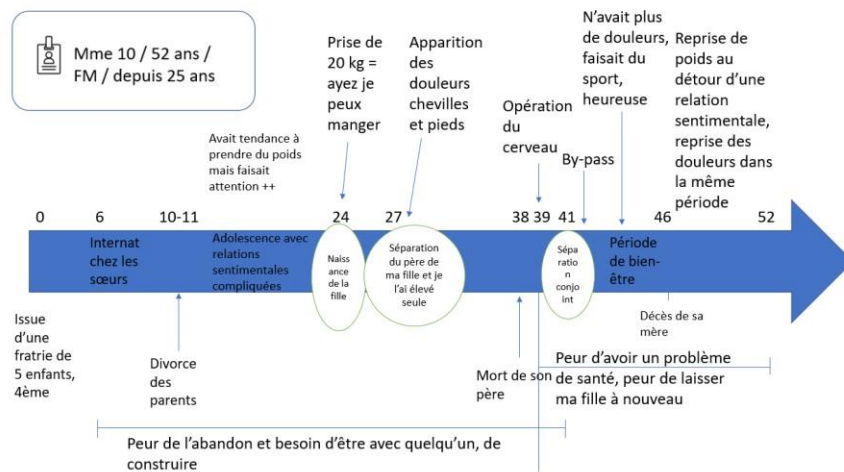 Mme 10 / 52 ans /
FM / depuis 25 ans
Avait tendance à
prendre du poids
mais faisait
attention ++
Prise de
20 kg =
ayez je
peux
manger
Apparition
des
douleurs
chevilles
et pieds
Opération
du
cerveau
By-pass
N’avait plus
de douleurs,
faisait du
sport,
heureuse
Reprise de
poids au
détour d’une
relation
sentimentale,
reprise des
douleurs dans
la même
période
0
6
10-11
24
27
38
39
41
46
52
Internat
chez les
sœurs
Adolescence avec
relations
sentimentales
compliquées
Naiss
ance de
la fille
Séparation
du père de
ma fille et je
l’ai élevé
seule
Sépa
ratio
n
conjo
int
Période
de bien-
être
Issue
d’une
fratrie de
5 enfants,
4ème
Divorce
des
parents
Mort de son
père
Décès de sa
mère
Peur d’avoir un problème
de santé, peur de laisser
ma fille à nouveau
Peur de l’abandon et besoin d’être avec quelqu’un, de
construire